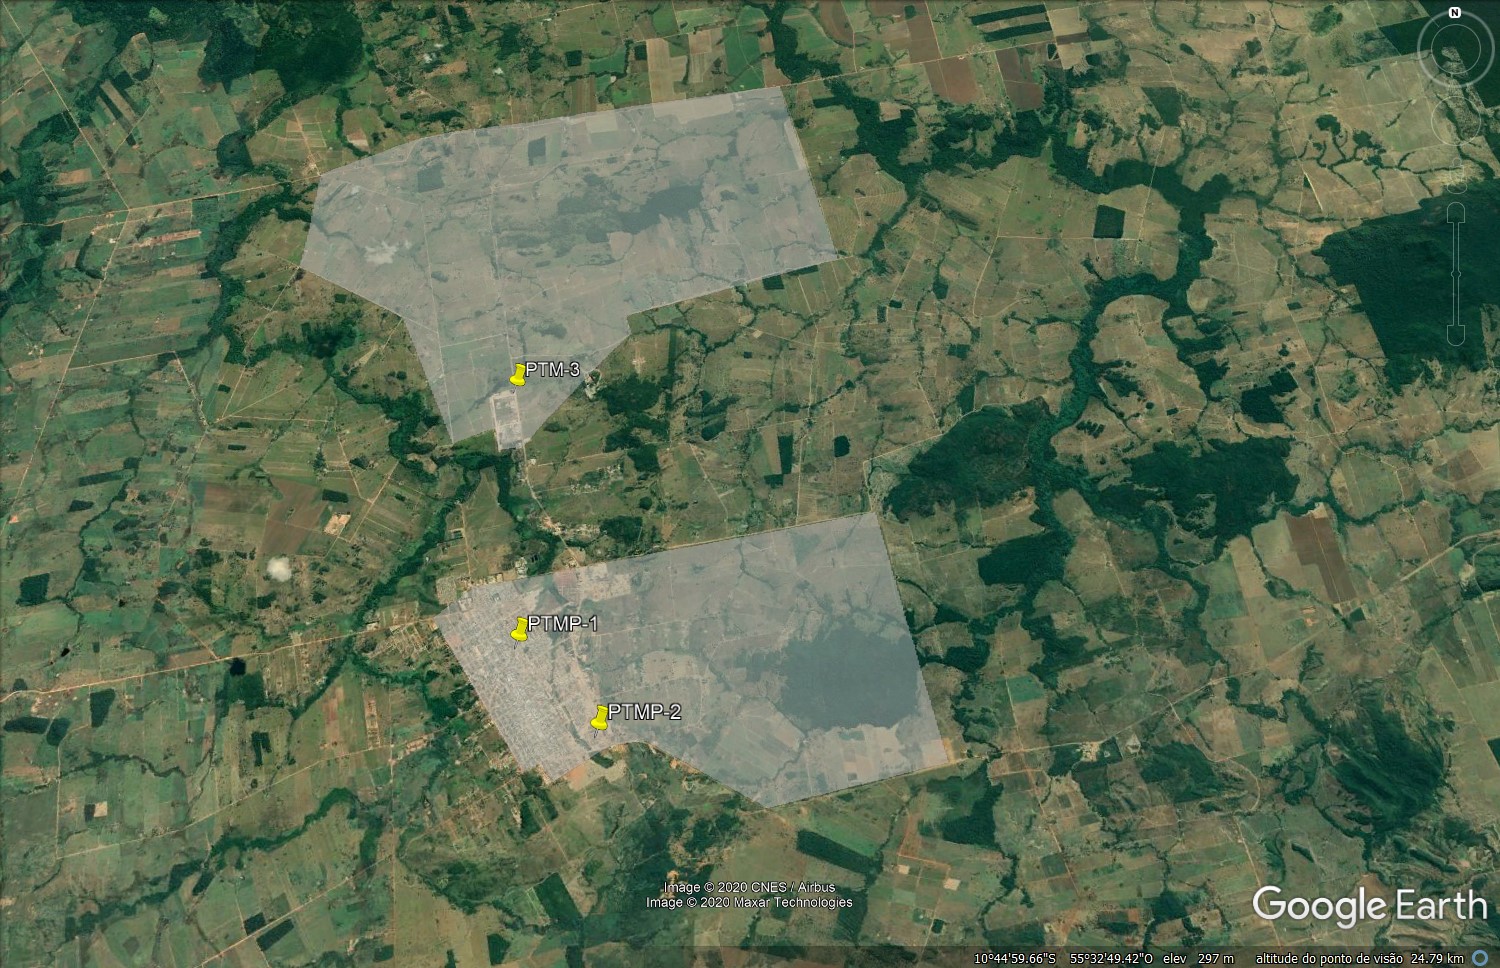 N
PTM-3
PTMP-1
PTMP-2
Image © 2020 CNES / Airbus
Image © 2020 Maxar Technologies
Google Earth
10°44'59.66"S 55°32'49.42"O elev 297 m altitude do ponto de visão 24.79 km